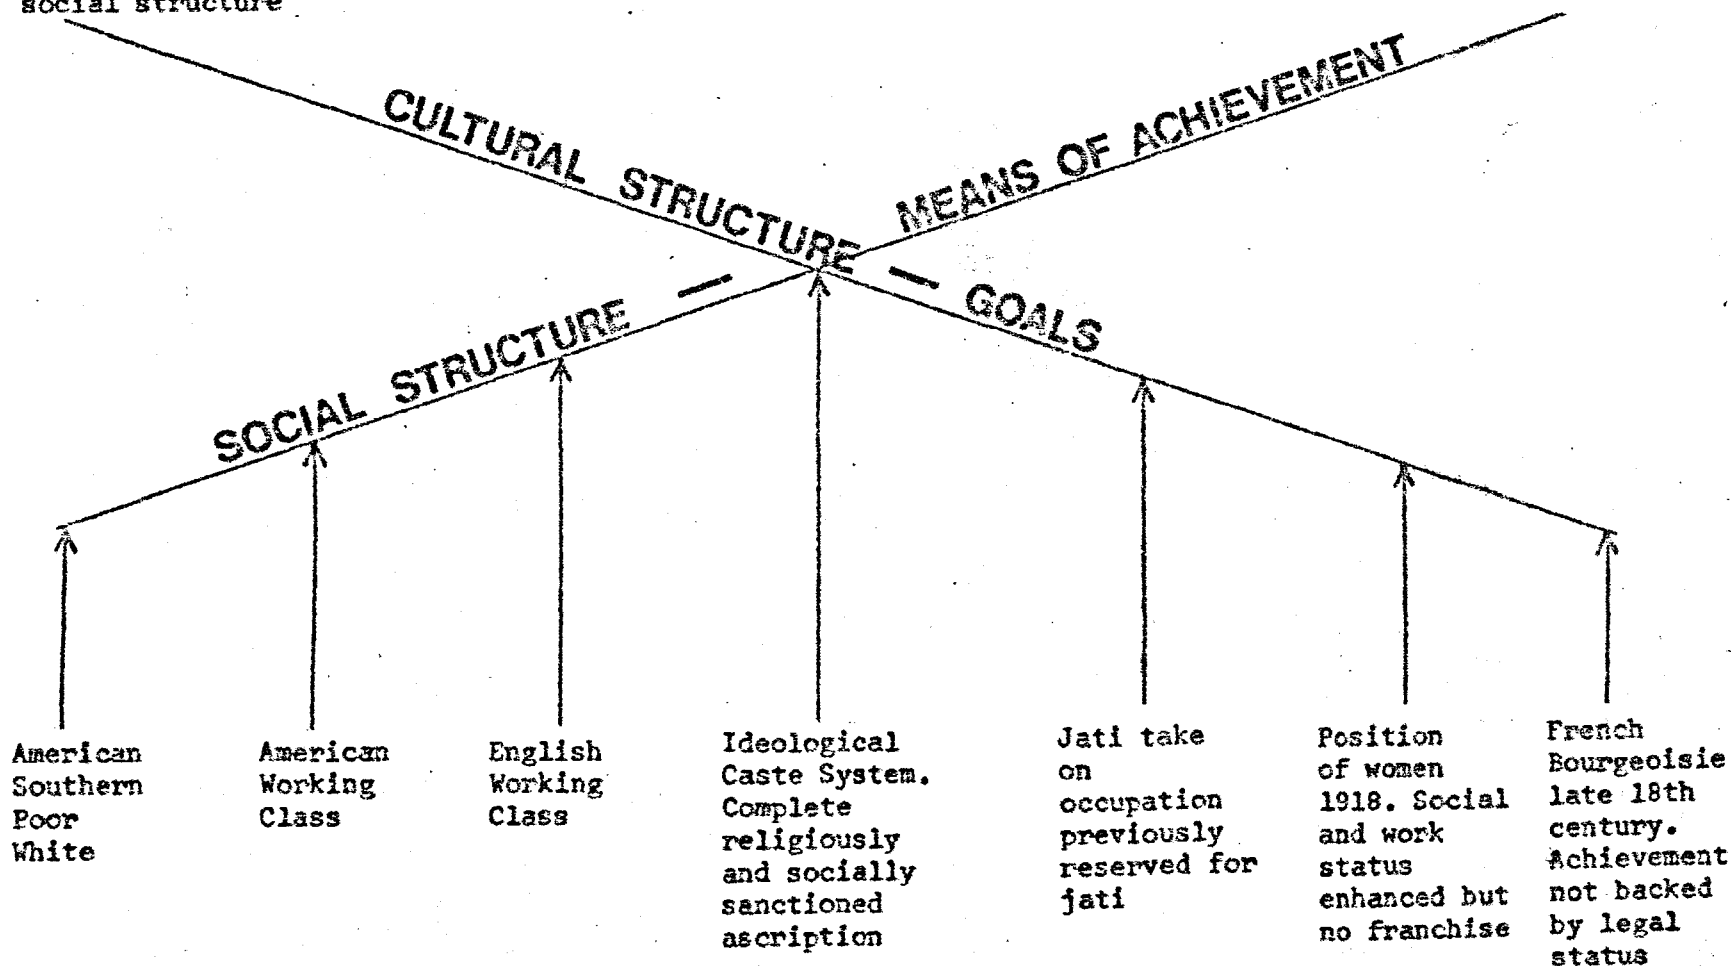 social structure
CULTURAL STRUCTURE — GOALS
SOCIAL STRUCTURE — MEANS OF ACHIEVEMENT
American
Southern
Poor
White
American
Working
Class
English
Working
Class
Ideological
Caste System.
Complete
religiously
and socially
sanctioned
ascription
Jati take
on
occupation
previously
reserved for
jati
Position
of women
1918. Social
and work
status
enhanced but
no franchise
French
Bourgeoisie
late 18th
century.
Achievement
not backed
by legal
status